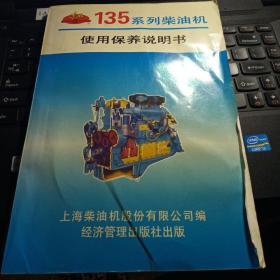 135系列柴油机
使用保养说明书
上海柴油机股份有限公司编
经济管理出版社出版